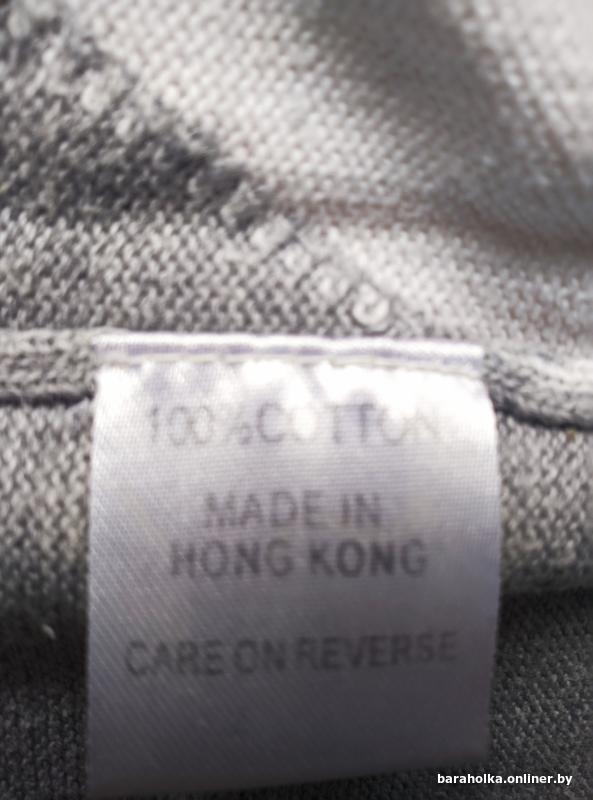 100%COTTON
MADE IN
HONG KONG
CARE ON REVERSE
baraholka.onliner.by